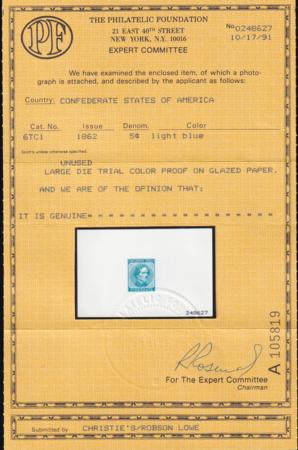 THE PHILATELIC FOUNDATION
PF
21 EAST 40TH STREET
NEW YORK, N.Y. 10016
EXPERT COMMITTEE
No 0248627
10/17/91
We have examined the enclosed item, of which a photo-
graph is attached, and described by the applicant as follows:
Country: CONFEDERATE STATES OF AMERICA
Cat. No. Issue Denom. Color
6TC1 1862 5¢ light blue
Scott's unless otherwise specified.
UNUSED
LARGE DIE TRIAL COLOR PROOF ON GLAZED PAPER.
AND WE ARE OF THE OPINION THAT:
IT IS GENUINE
248627
For The Expert Committee
Chairman
A 105819
Submitted by CHRISTIE'S/ROBSON LOWE